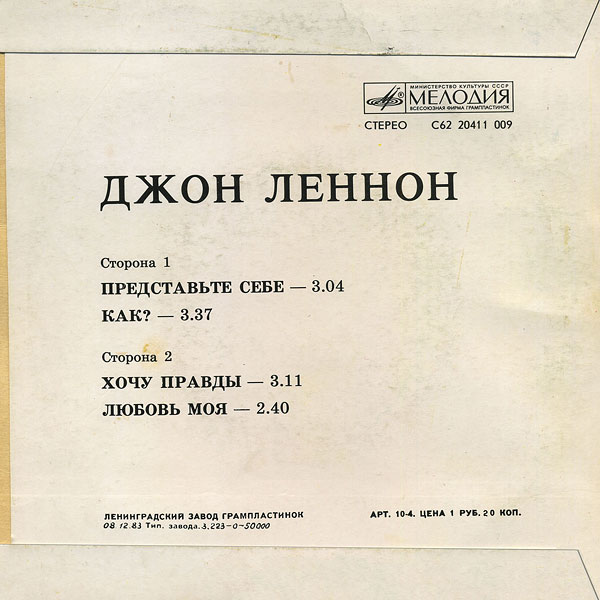 МИНИСТЕРСТВО КУЛЬТУРЫ СССР
МЕЛОДИЯ
ВСЕСОЮЗНАЯ ФИРМА ГРАМПЛАСТИНОК
СТЕРЕО С62 20411 009
ДЖОН ЛЕННОН
Сторона 1
ПРЕДСТАВЬТЕ СЕБЕ — 3.04
КАК? — 3.37
Сторона 2
ХОЧУ ПРАВДЫ — 3.11
ЛЮБОВЬ МОЯ — 2.40
ЛЕНИНГРАДСКИЙ ЗАВОД ГРАМПЛАСТИНОК
08 12.83 Тип. завода. З. 223-0-50000
АРТ. 10-4. ЦЕНА 1 РУБ. 20 КОП.